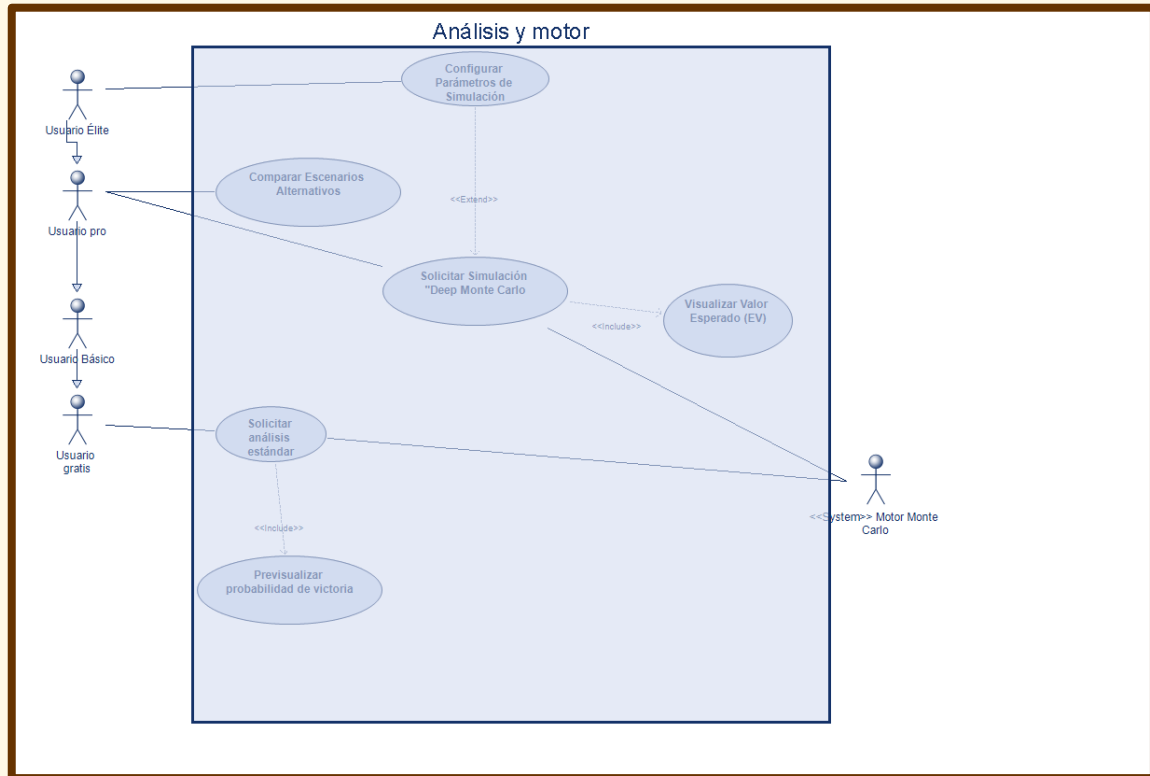 Análisis y motor
Configurar
Parámetros de
Simulación
Usuario Élite
Comparar Escenarios
Alternativos
<<Extend>>
Usuario pro
Solicitar Simulación
"Deep Monte Carlo
Visualizar Valor
Esperado (EV)
<<Include>>
Usuario Básico
Solicitar
análisis
estándar
Usuario
gratis
<<System>> Motor Monte
Carlo
<<Include>>
Previsualizar
probabilidad de victoria